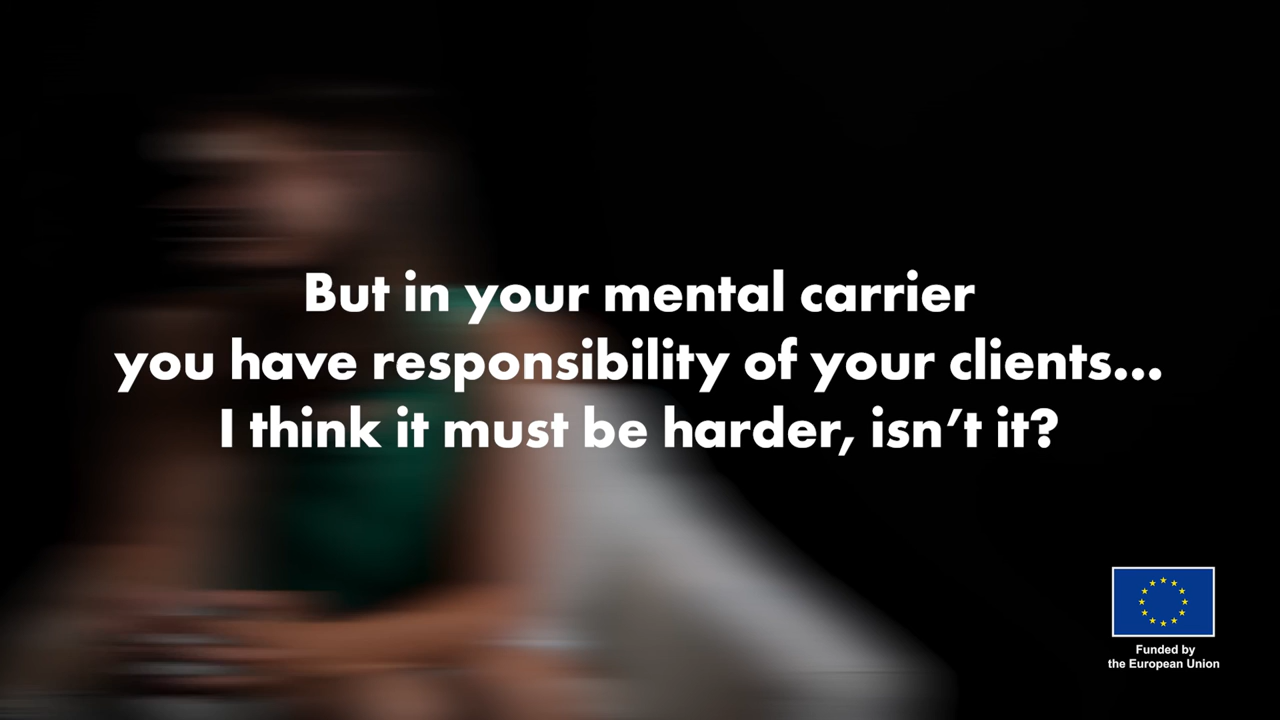 But in your mental carrier
you have responsibility of your clients...
I think it must be harder, isn't it?
Funded by
the European Union